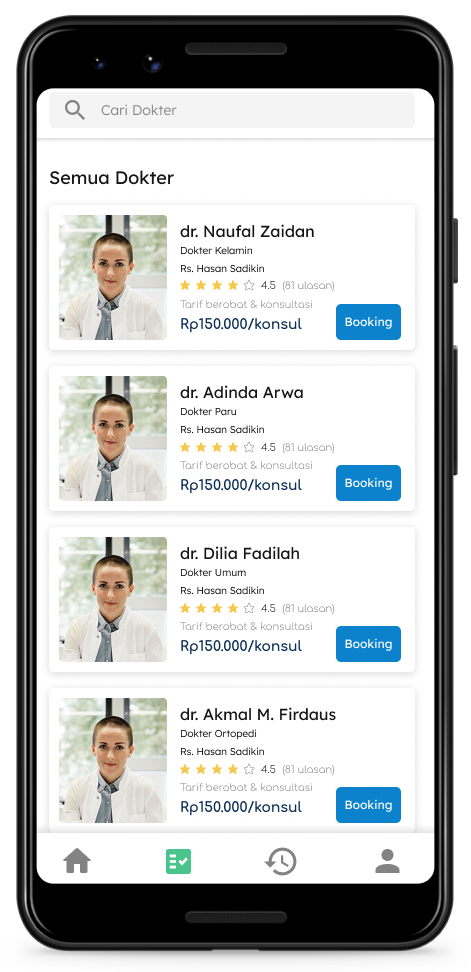 Cari Dokter
Semua Dokter
dr. Naufal Zaidan
Dokter Kelamin
Rs. Hasan Sadikin
4.5 (81 ulasan)
Tarif berobat & konsultasi
Rp150.000/konsul
Booking
dr. Adinda Arwa
Dokter Paru
Rs. Hasan Sadikin
4.5 (81 ulasan)
Tarif berobat & konsultasi
Rp150.000/konsul
Booking
dr. Dilia Fadilah
Dokter Umum
Rs. Hasan Sadikin
4.5 (81 ulasan)
Tarif berobat & konsultasi
Rp150.000/konsul
Booking
dr. Akmal M. Firdaus
Dokter Ortopedi
Rs. Hasan Sadikin
4.5 (81 ulasan)
Tarif berobat & konsultasi
Rp150.000/konsul
Booking